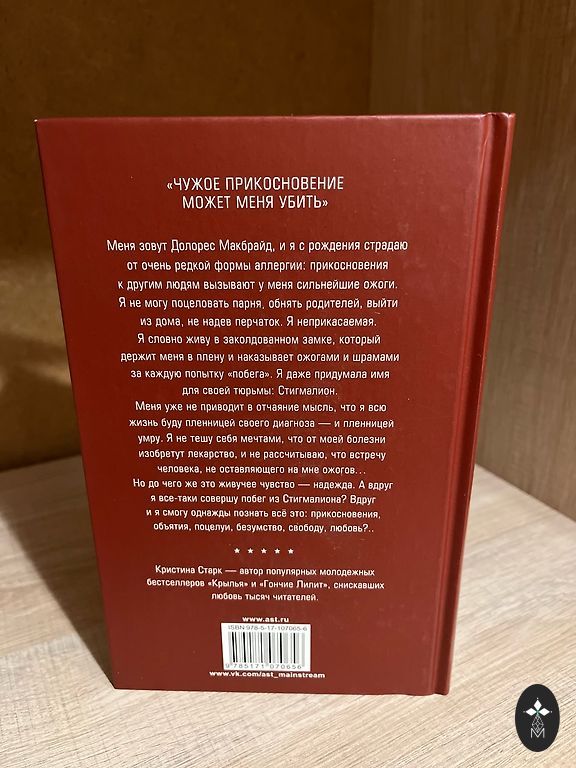 «ЧУЖОЕ ПРИКОСНОВЕНИЕ
МОЖЕТ МЕНЯ УБИТЬ»
Меня зовут Долорес Макбрайд, и я с рождения страдаю
от очень редкой формы аллергии: прикосновения
к другим людям вызывают у меня сильнейшие ожоги.
Я не могу поцеловать парня, обнять родителей, выйти
из дома, не надев перчаток. Я неприкасаемая.
Я словно живу в заколдованном замке, который
держит меня в плену и наказывает ожогами и шрамами
за каждую попытку «побега». Я даже придумала имя
для своей тюрьмы: Стигмалион.
Меня уже не приводит в отчаяние мысль, что я всю
жизнь буду пленницей своего диагноза — и пленницей
умру. Я не тешу себя мечтами, что от моей болезни
изобретут лекарство, и не рассчитываю, что встречу
человека, не оставляющего на мне ожогов...
Но до чего же это живучее чувство — надежда. А вдруг
я все-таки совершу побег из Стигмалиона? Вдруг
и я смогу однажды познать всё это: прикосновения,
объятия, поцелуи, безумство, свободу, любовь?..
★ ★ ★ ★ ★
Кристина Старк — автор популярных молодежных
бестселлеров «Крылья» и «Гончие Лилит», снискавших
любовь тысяч читателей.
www.ast.ru
ISBN 978-5-17-107065-6
9 785171 070656
www.vk.com/ast_mainstream
M